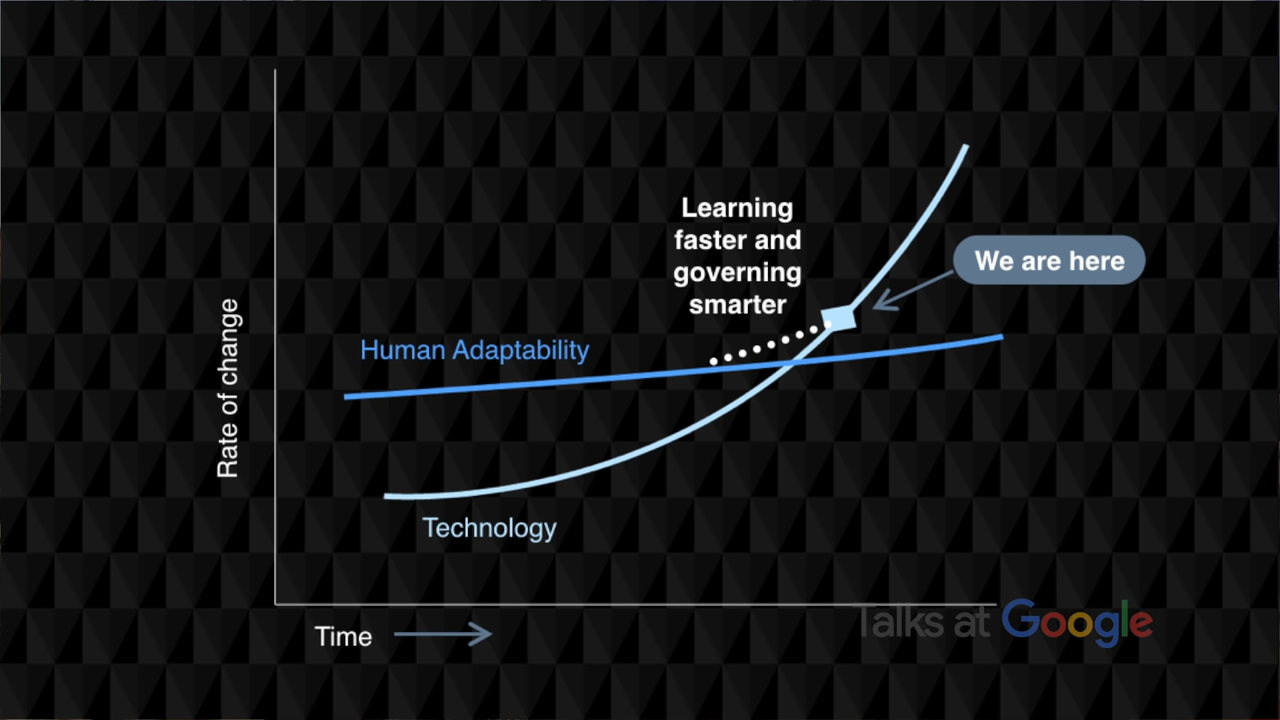 Learning
faster and
governing
smarter
We are here
Human Adaptability
Rate of change
Technology
Time
Talks at Google